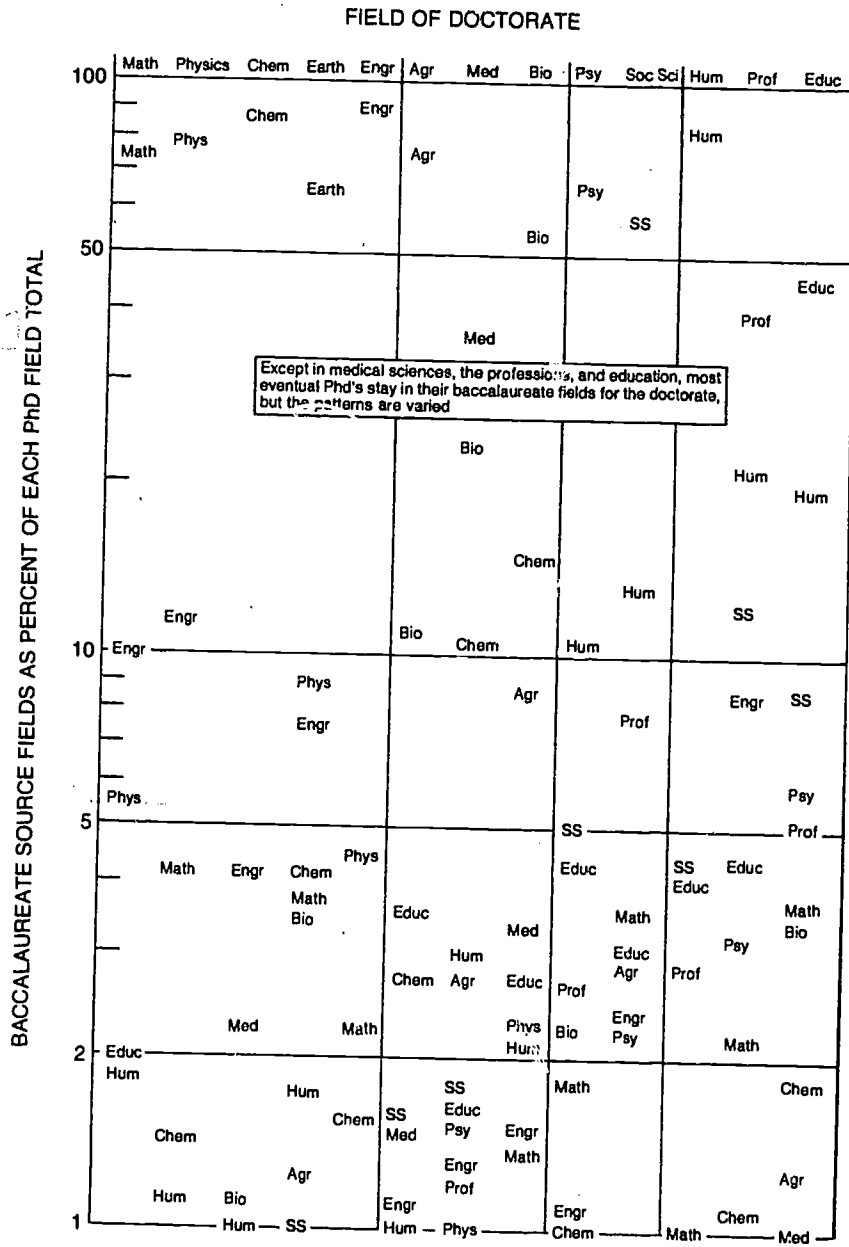 FIELD OF DOCTORATE
Math Physics Chem Earth Engr Agr Med Bio Psy Soc Sci Hum Prof Educ
BACCALAUREATE SOURCE FIELDS AS PERCENT OF EACH PhD FIELD TOTAL
100
Engr
Chem
Phys Hum
Math Agr
Earth Psy
SS
Bio
50
Educ
Prof
Med
Except in medical sciences, the professions, and education, most
eventual Phd's stay in their baccalaureate fields for the doctorate,
but the patterns are varied
Bio
Hum
Hum
Chem
Hum
Engr SS
Bio
10 Engr Chem Hum
Phys Agr Engr SS
Engr Prof
Phys Psy
5 SS Prof
Math Engr Chem Phys Educ SS Educ
Educ
Math Educ Math Math
Bio Med Bio
Hum Educ Psy
Chem Agr Educ Prof Agr Prof
Med Math Phys Bio Engr
Hum Psy Math
2 Educ
Hum Hum SS Math Chem
Chem SS Educ
Chem Med Psy Engr
Math
Agr Engr Agr
Hum Bio Prof
Engr Engr Chem
1 Hum SS Hum Phys Chem Math Med